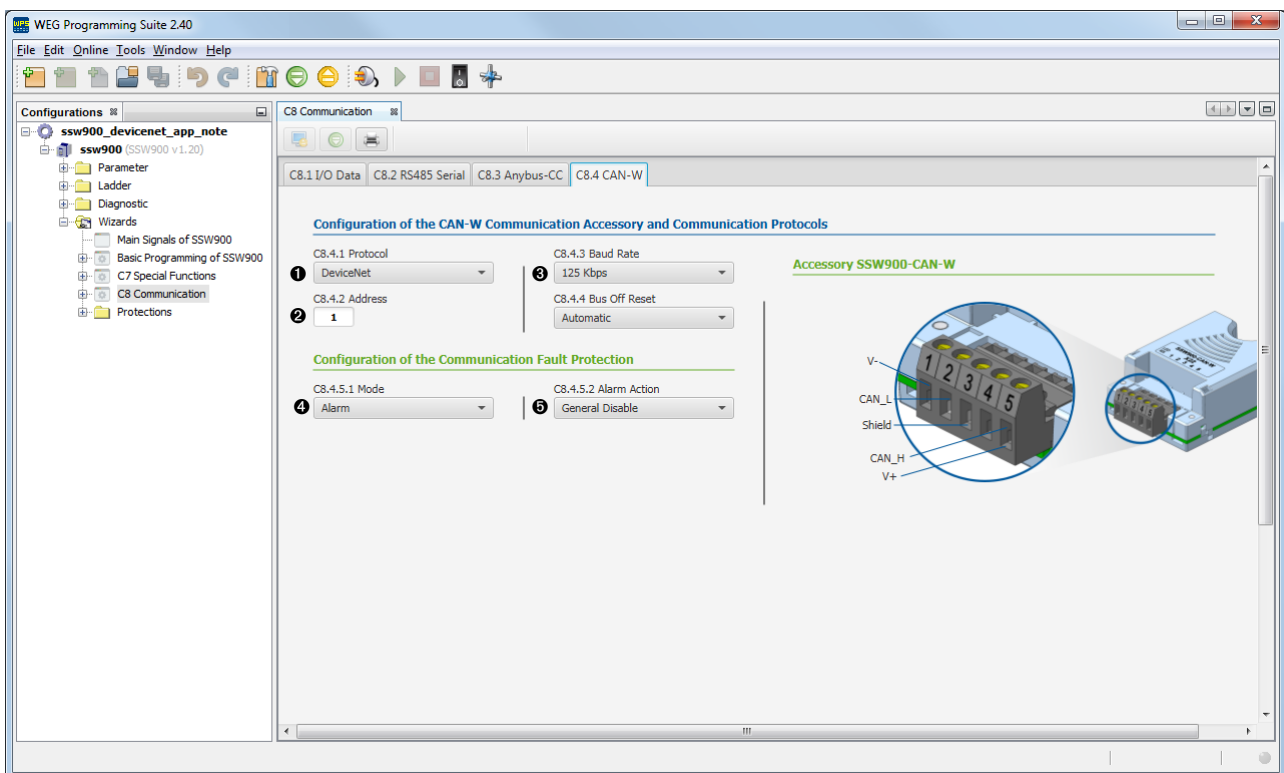 WPS WEG Programming Suite 2.40
File Edit Online Tools Window Help
Configurations
ssw900_devicenet_app_note
ssw900 (SSW900 v1.20)
Parameter
Ladder
Diagnostic
Wizards
Main Signals of SSW900
Basic Programming of SSW900
C7 Special Functions
C8 Communication
Protections
C8 Communication
C8.1 I/O Data C8.2 RS485 Serial C8.3 Anybus-CC C8.4 CAN-W
Configuration of the CAN-W Communication Accessory and Communication Protocols
C8.4.1 Protocol
1 DeviceNet
C8.4.2 Address
2 1
C8.4.3 Baud Rate
3 125 Kbps
C8.4.4 Bus Off Reset
Automatic
Configuration of the Communication Fault Protection
C8.4.5.1 Mode
4 Alarm
C8.4.5.2 Alarm Action
5 General Disable
Accessory SSW900-CAN-W
V-
CAN_L
Shield
CAN_H
V+
1 2 3 4 5